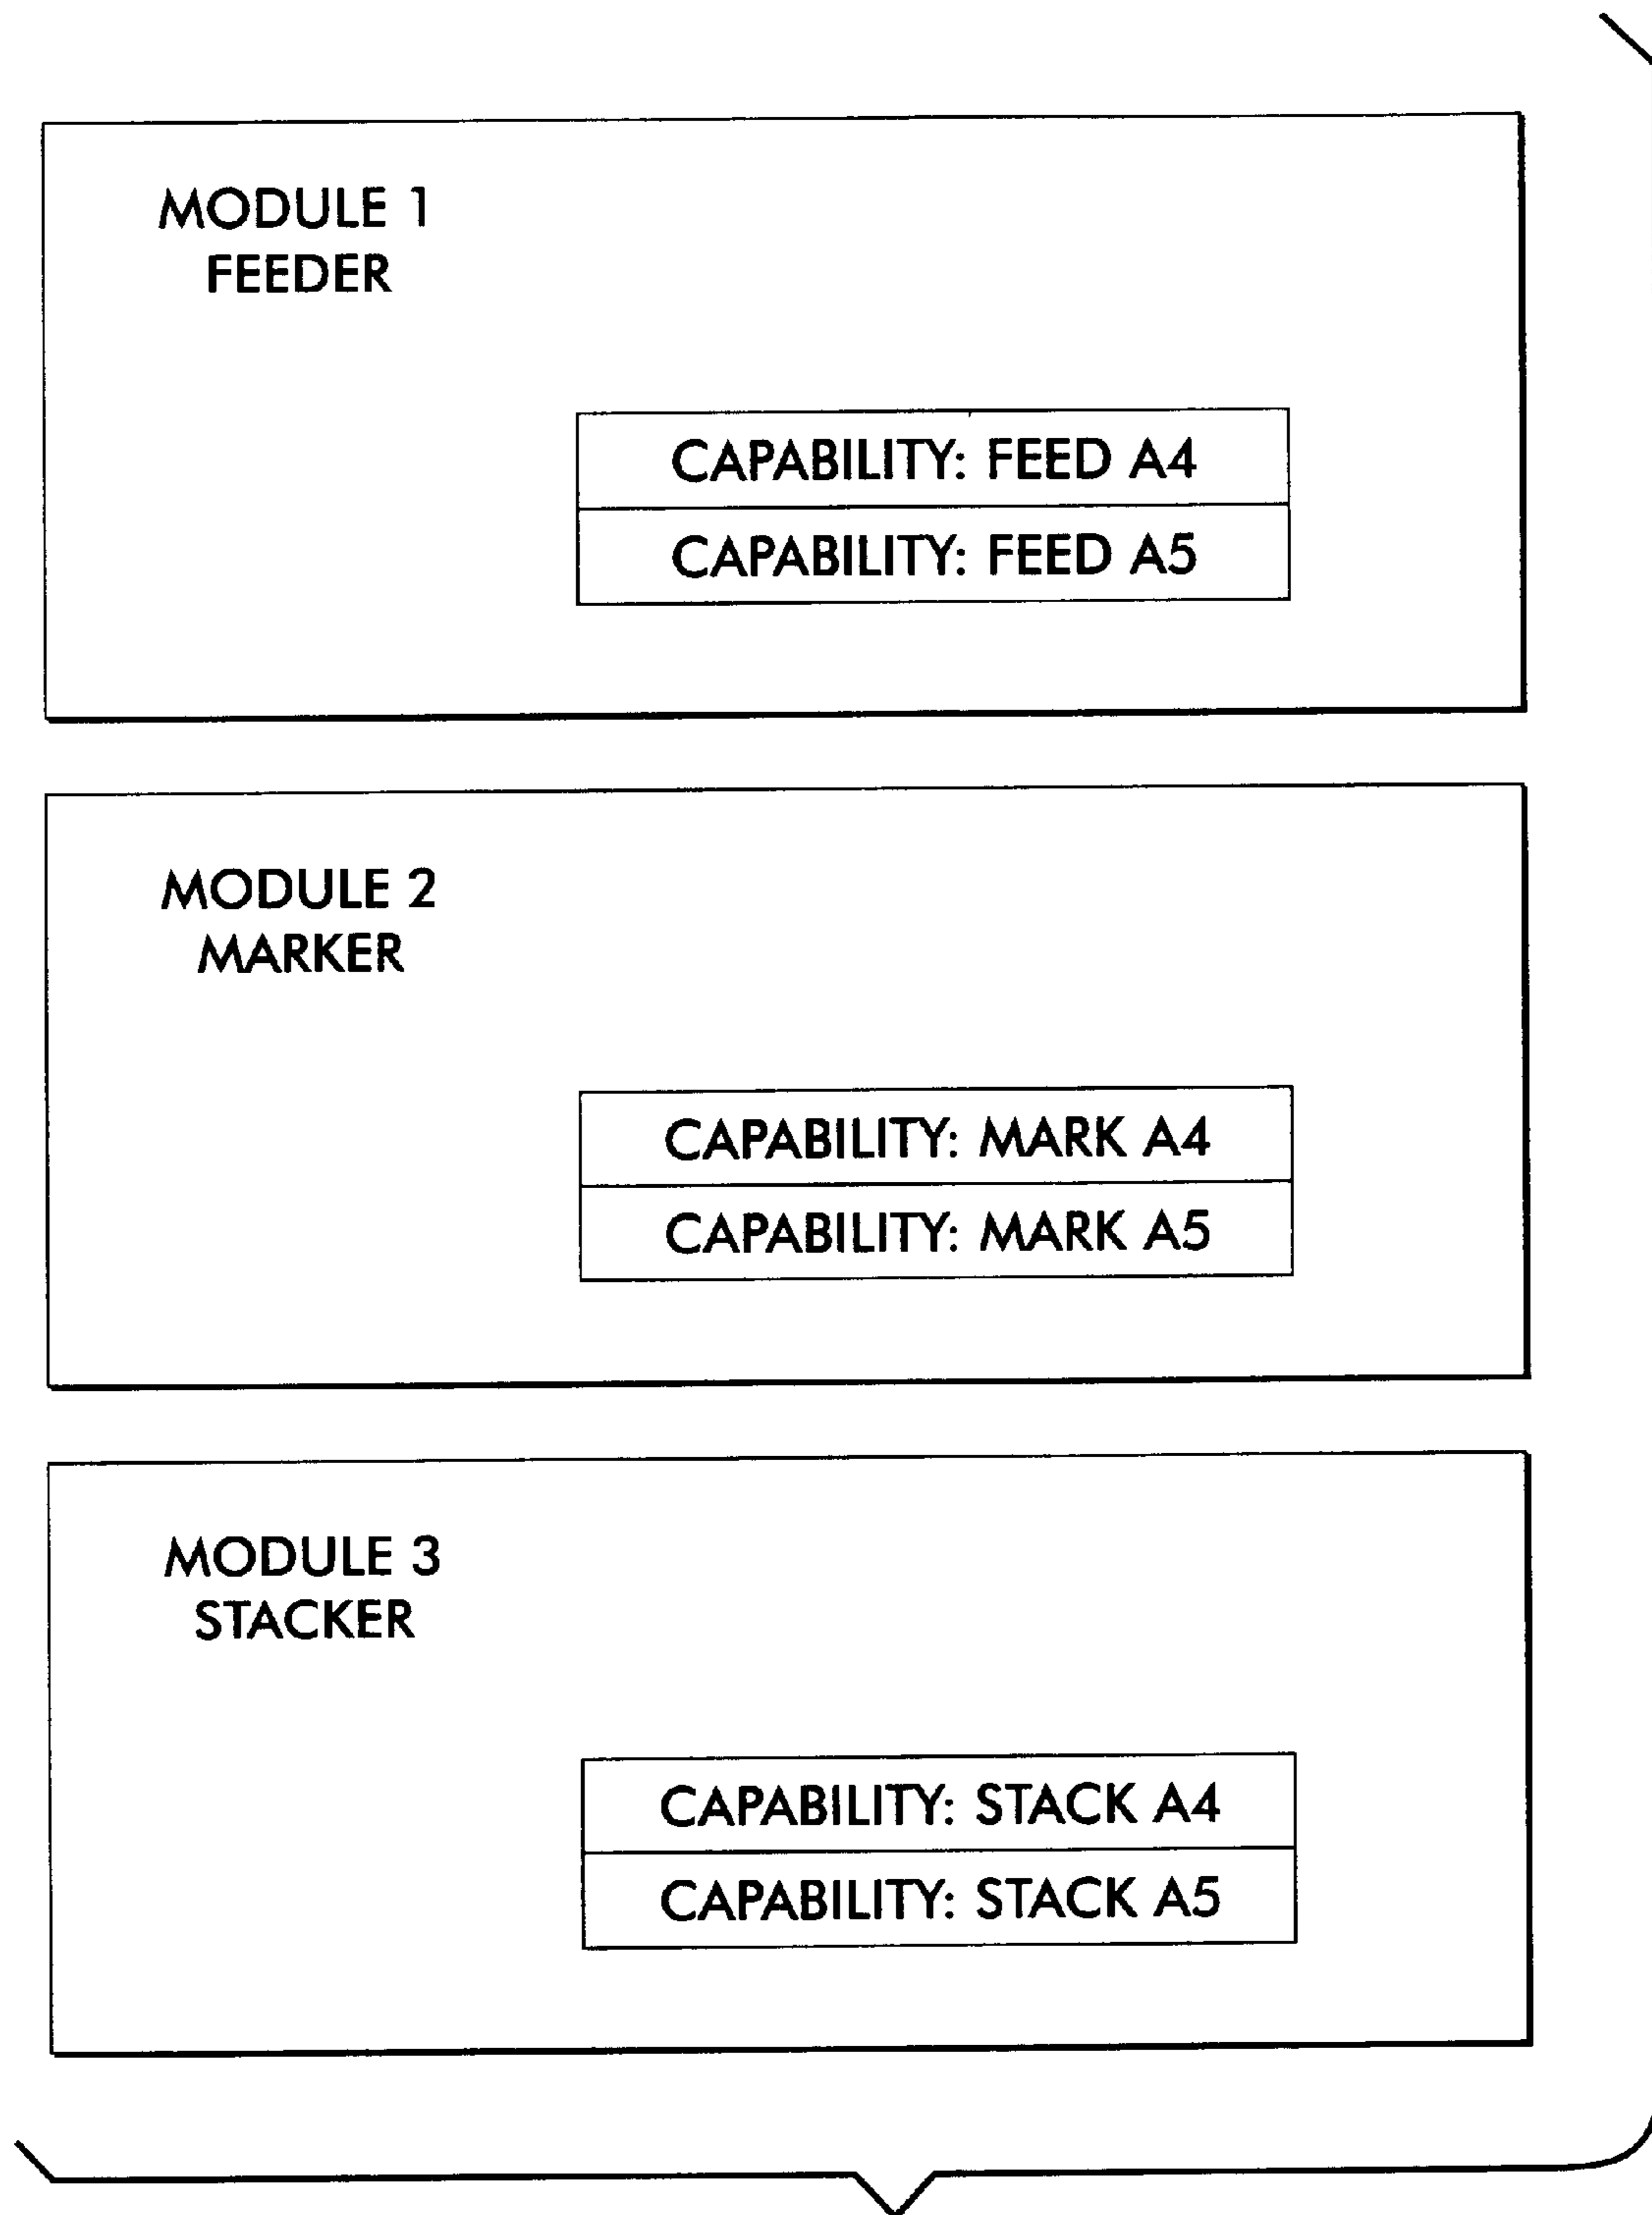 MODULE 1
FEEDER
CAPABILITY: FEED A4
CAPABILITY: FEED A5
MODULE 2
MARKER
CAPABILITY: MARK A4
CAPABILITY: MARK A5
MODULE 3
STACKER
CAPABILITY: STACK A4
CAPABILITY: STACK A5